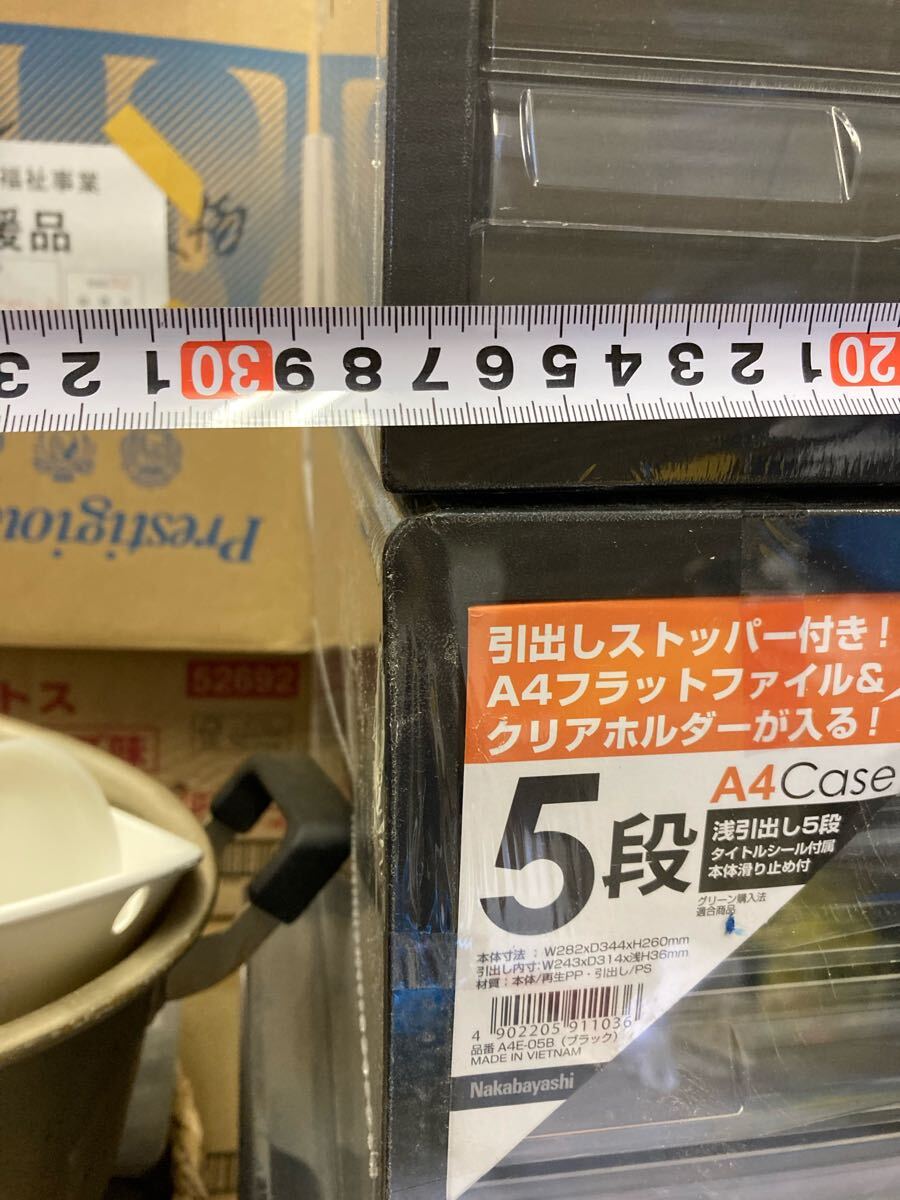 福祉事業
援品
3 2 1 30 9 8 7 6 5 4 3 2 1 20
Prestigiou
52692
トス
引出しストッパー付き！
A4フラットファイル&
クリアホルダーが入る！
A4Case
5段
浅引出し5段
タイトルシール付属
本体滑り止め付
グリーン購入法
適合商品
本体寸法：W282xD344xH260mm
引出し内寸：W243xD314x浅H36mm
材質：本体/再生PP・引出し/PS
4 902205 911036
品番 A4E-05B（ブラック）
MADE IN VIETNAM
Nakabayashi